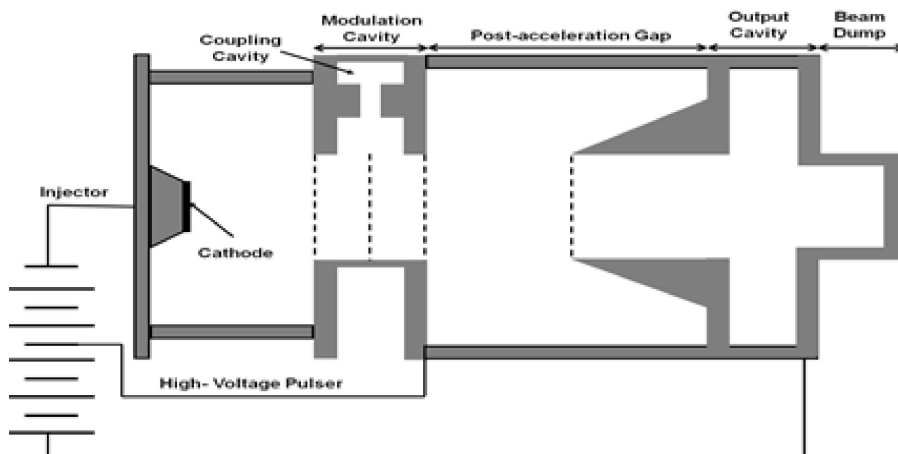 Modulation
Cavity
Coupling
Cavity
Post-acceleration Gap
Output
Cavity
Beam
Dump
Injector
Cathode
High- Voltage Pulser